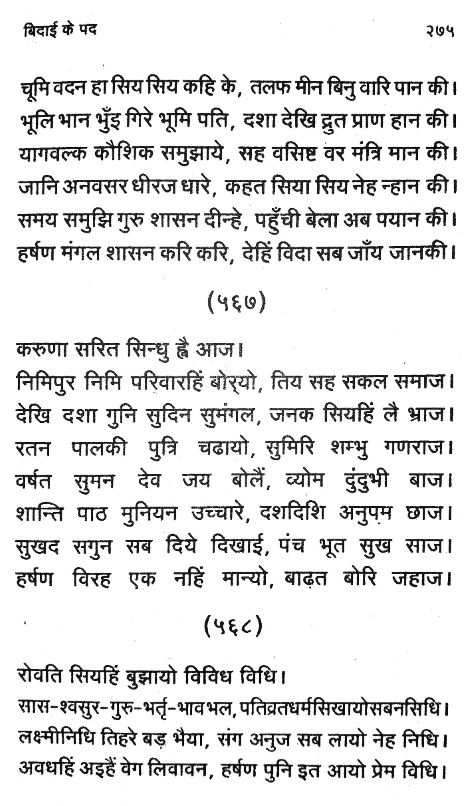 बिदाई के पद २७५
चूमि वदन हा सिय सिय कहि के, तलफ मीन बिनु वारि पान की।
भूलि भान भुँइ गिरे भूमि पति, दशा देखि द्रुत प्राण हान की।
यागवल्क कौशिक समुझाये, सह वसिष्ट वर मंत्रि मान की।
जानि अनवसर धीरज धारे, कहत सिया सिय नेह न्हान की।
समय समुझि गुरु शासन दीन्हे, पहुँची बेला अब पयान की।
हर्षण मंगल शासन करि करि, देहिं विदा सब जाँय जानकी।
(५६७)
करुणा सरित सिन्धु ह्वै आज।
निमिपुर निमि परिवारहिं बोर्‌यो, तिय सह सकल समाज।
देखि दशा गुनि सुदिन सुमंगल, जनक सियहिं लै भ्राज।
रतन पालकी पुत्रि चढायो, सुमिरि शम्भु गणराज।
वर्षत सुमन देव जय बोलैं, व्योम दुंदुभी बाज।
शान्ति पाठ मुनियन उच्चारे, दशदिशि अनुपम छाज।
सुखद सगुन सब दिये दिखाई, पंच भूत सुख साज।
हर्षण विरह एक नहिं मान्यो, बाढ़त बोरि जहाज।
(५६८)
रोवति सियहिं बुझायो विविध विधि।
सास-श्वसुर-गुरु-भर्तृ-भावभल, पतिव्रतधर्मसिखायोसबनसिधि।
लक्ष्मीनिधि तिहरे बड़ भैया, संग अनुज सब लायो नेह निधि।
अवधहिं अइहैं वेग लिवावन, हर्षण पुनि इत आयो प्रेम विधि।